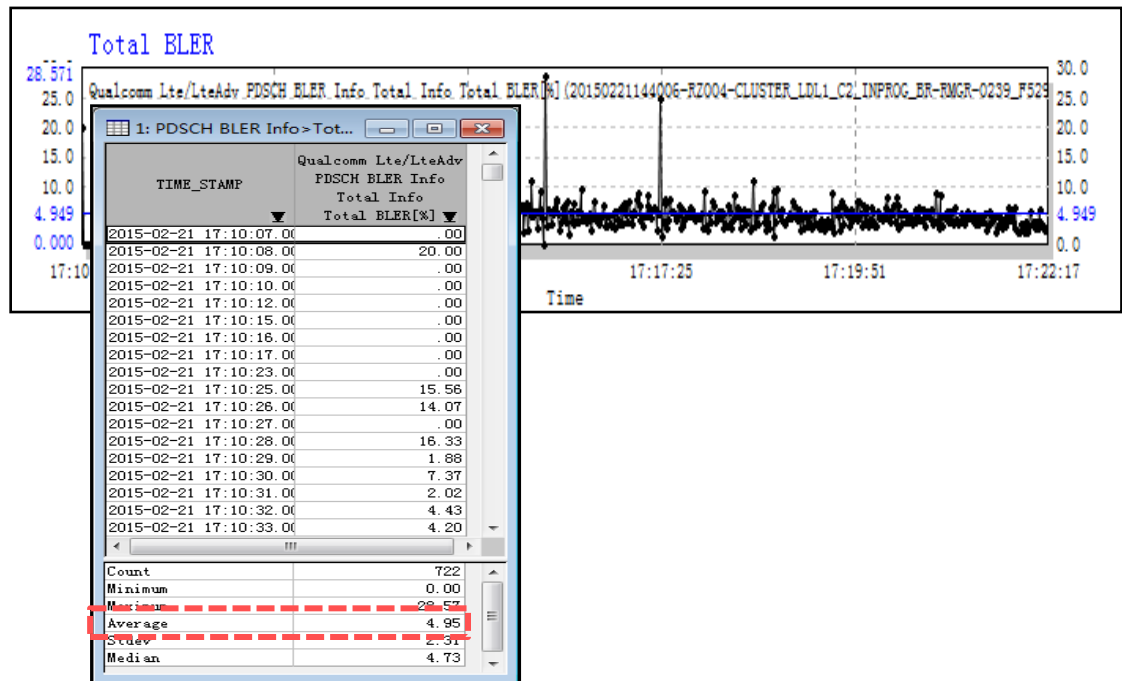 Total BLER
28.571
25.0
20.0
15.0
10.0
4.949
0.000
30.0
25.0
20.0
15.0
10.0
4.949
0.0
Qualcomm Lte/LteAdv PDSCH BLER Info Total Info Total BLER[%](20150221144006-RZ004-CLUSTER_LDL1_C2_INPROG_BR-RMGR-0239_F529
17:10
17:17:25
17:19:51
17:22:17
Time
1: PDSCH BLER Info>Tot...
TIME_STAMP
Qualcomm Lte/LteAdv
PDSCH BLER Info
Total Info
Total BLER[%]
2015-02-21 17:10:07.00 .00
2015-02-21 17:10:08.00 20.00
2015-02-21 17:10:09.00 .00
2015-02-21 17:10:10.00 .00
2015-02-21 17:10:12.00 .00
2015-02-21 17:10:15.00 .00
2015-02-21 17:10:16.00 .00
2015-02-21 17:10:17.00 .00
2015-02-21 17:10:23.00 .00
2015-02-21 17:10:25.00 15.56
2015-02-21 17:10:26.00 14.07
2015-02-21 17:10:27.00 .00
2015-02-21 17:10:28.00 16.33
2015-02-21 17:10:29.00 1.88
2015-02-21 17:10:30.00 7.37
2015-02-21 17:10:31.00 2.02
2015-02-21 17:10:32.00 4.43
2015-02-21 17:10:33.00 4.20
Count 722
Minimum 0.00
Maximum 28.57
Average 4.95
Stdev 2.31
Median 4.73